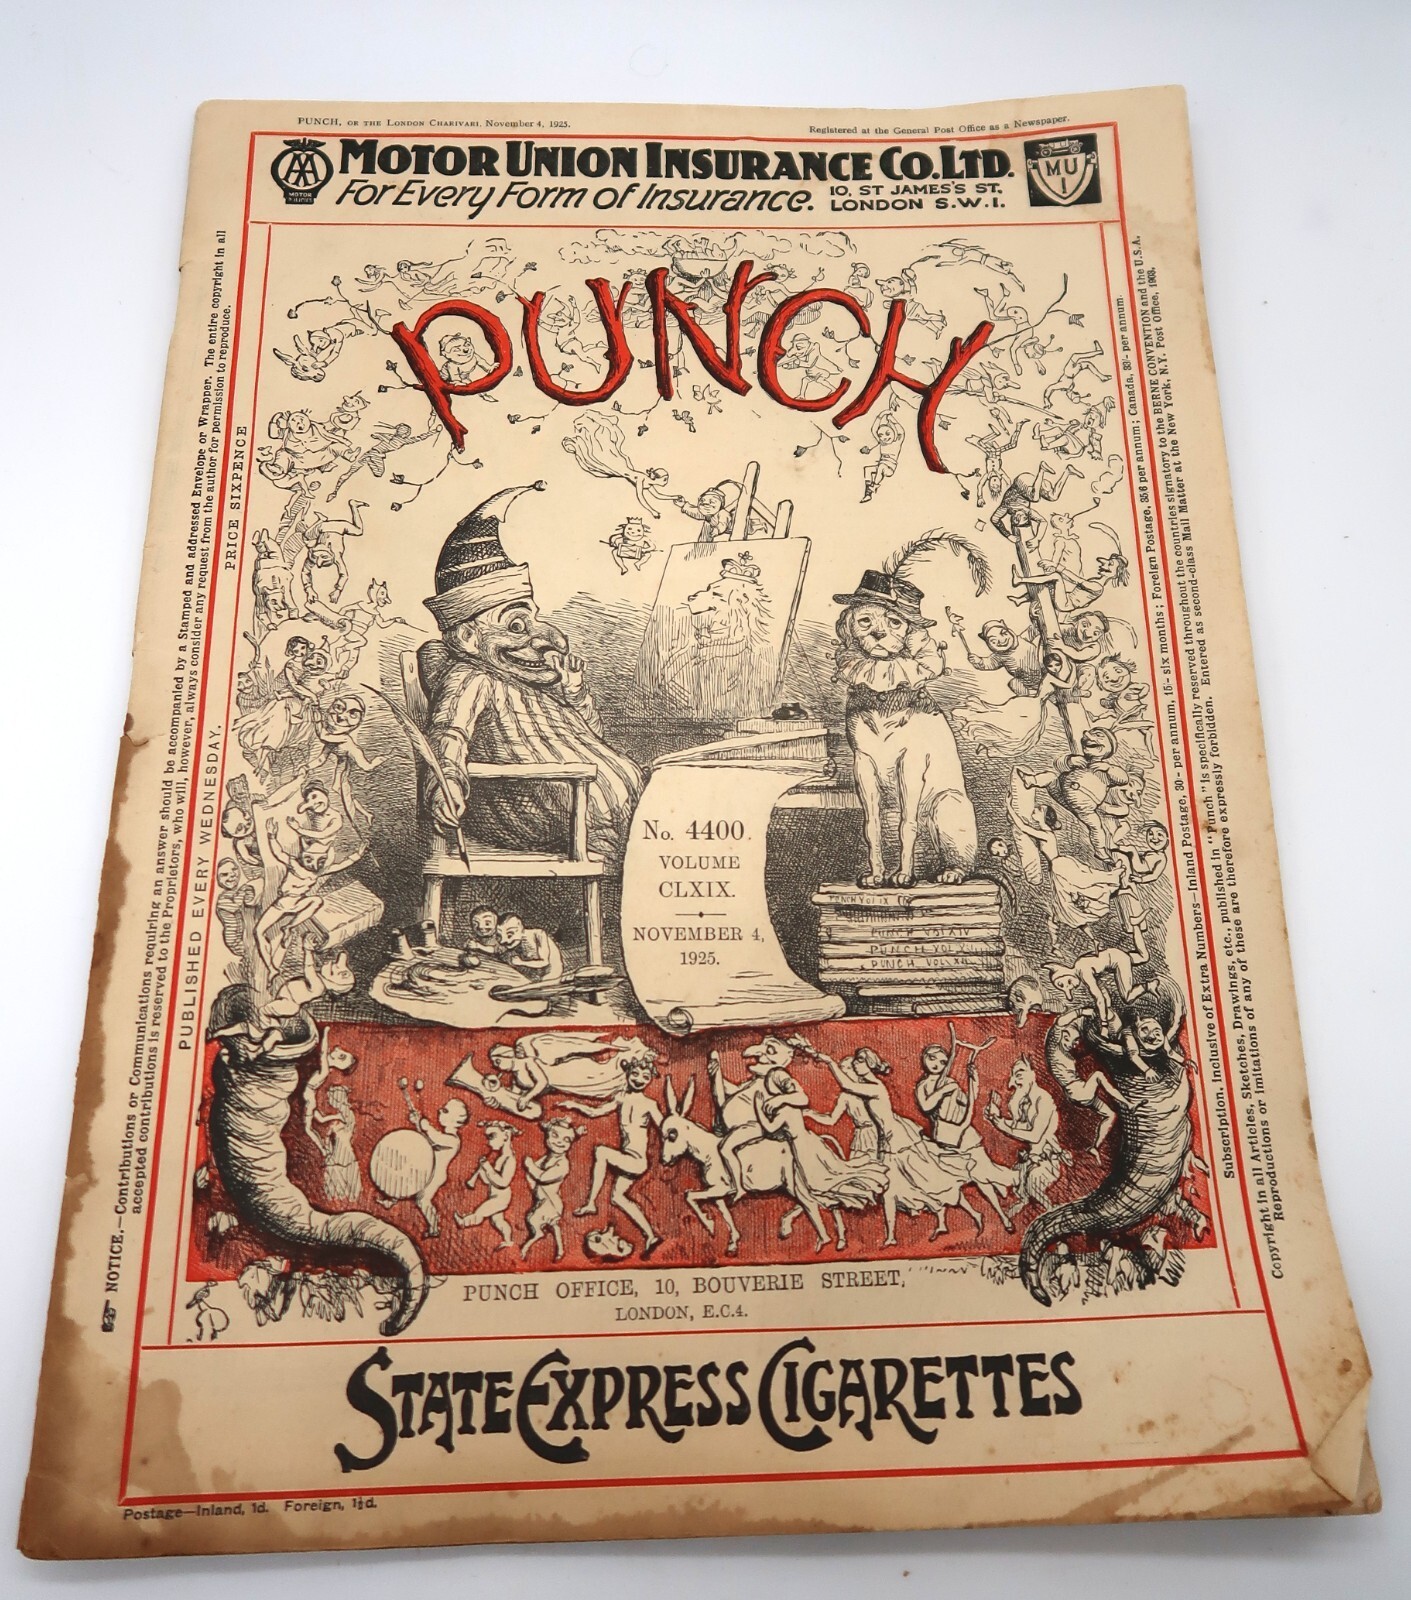 PUNCH, OR THE LONDON CHARIVARI, November 4, 1925.
Registered at the General Post Office as a Newspaper.
AA
MOTOR
MOTOR UNION INSURANCE CO. LTD.
For Every Form of Insurance.
10, ST JAMES'S ST,
LONDON S.W.1.
MU
I
PUNCH
No. 4400.
VOLUME
CLXIX.
NOVEMBER 4,
1925.
PUNCH VOL IX
PUNCH VOL XIV
PUNCH VOL
PUNCH VOL XII
PUNCH OFFICE, 10, BOUVERIE STREET,
LONDON, E.C.4.
STATE EXPRESS CIGARETTES
Postage—Inland, 1d. Foreign, 1½d.
NOTICE.—Contributions or Communications requiring an answer should be accompanied by a Stamped and addressed Envelope or Wrapper. The entire copyright in all
accepted contributions is reserved to the Proprietors, who will, however, always consider any request from the author for permission to reproduce.
PUBLISHED EVERY WEDNESDAY.
PRICE SIXPENCE
Subscription, inclusive of Extra Numbers—Inland Postage, 30/- per annum, 15/- six months; Foreign Postage, 35/6 per annum; Canada, 33/- per annum.
Copyright in all Articles, Sketches, Drawings, etc., published in "Punch" is specifically reserved throughout the countries signatory to the BERNE CONVENTION and the U.S.A.
Reproductions or imitations of any of these are therefore expressly forbidden. Entered as second-class Mail Matter at the New York, N.Y. Post Office, 1903.